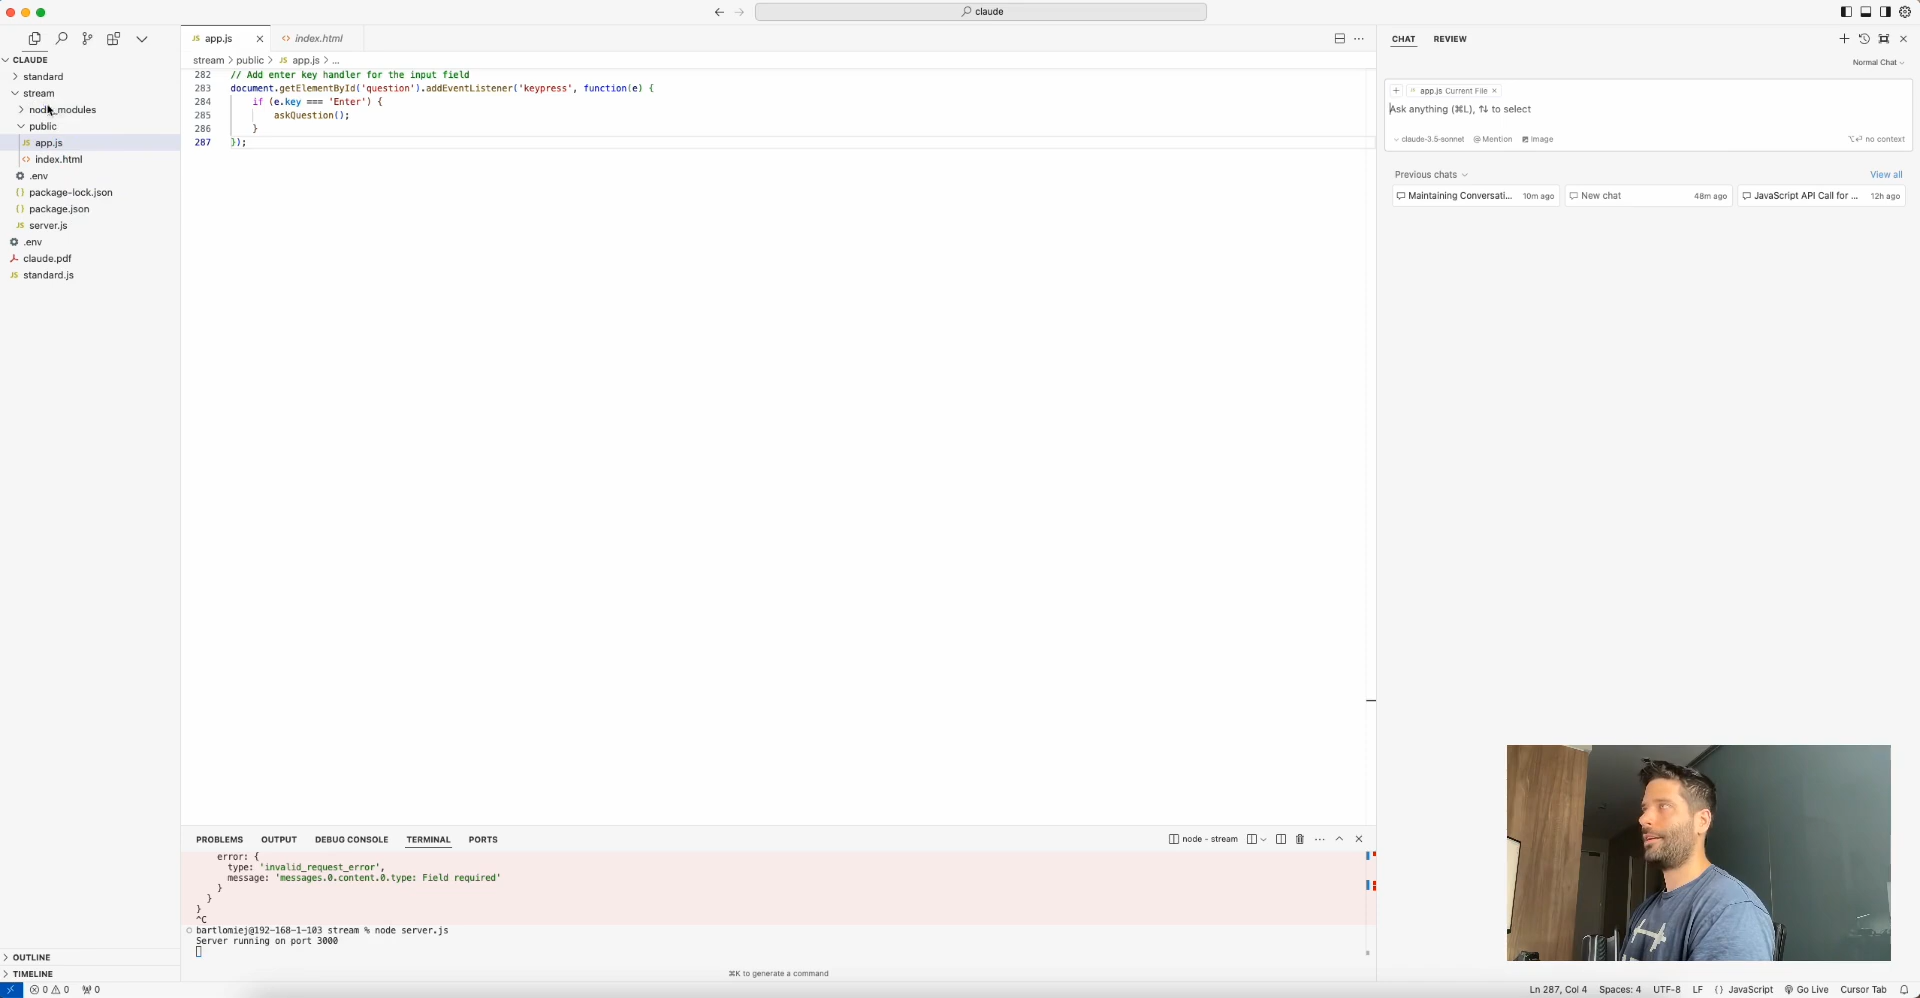 claude
CLAUDE
standard
stream
node_modules
public
app.js
index.html
.env
package-lock.json
package.json
server.js
.env
claude.pdf
standard.js
OUTLINE
TIMELINE
JS app.js
<> index.html
stream > public > JS app.js > ...
282 // Add enter key handler for the input field
283 document.getElementById('question').addEventListener('keypress', function(e) {
284 if (e.key === 'Enter') {
285 askQuestion();
286 }
287 });
PROBLEMS OUTPUT DEBUG CONSOLE TERMINAL PORTS
node - stream
error: {
type: 'invalid_request_error',
message: 'messages.0.content.0.type: Field required'
}
}
}
^C
bartlomiej@192-168-1-103 stream % node server.js
Server running on port 3000
⌘K to generate a command
CHAT REVIEW
Normal Chat
app.js Current File
Ask anything (⌘L), ↑↓ to select
claude-3.5-sonnet @ Mention Image
no context
Previous chats View all
Maintaining Conversati... 10m ago
New chat 48m ago
JavaScript API Call for ... 12h ago
0 0 0
Ln 287, Col 4 Spaces: 4 UTF-8 LF {} JavaScript Go Live Cursor Tab